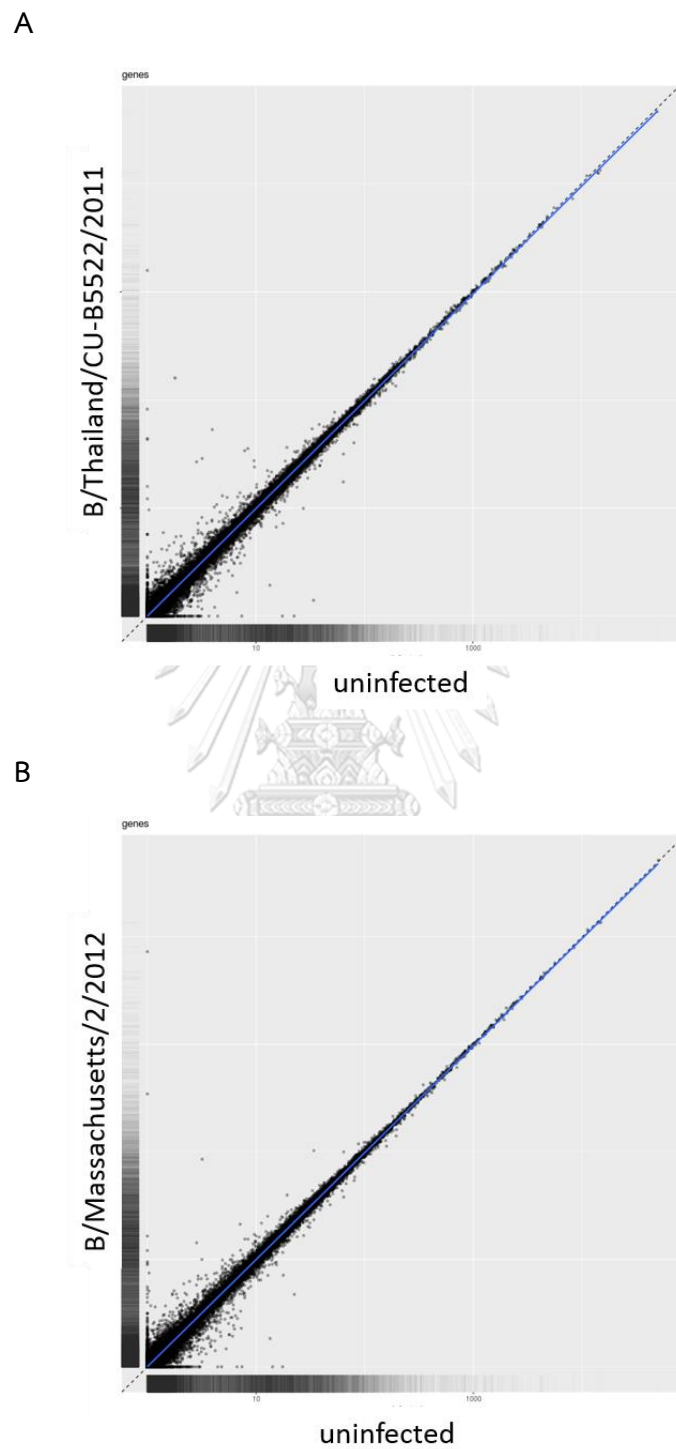 A
genes
B/Thailand/CU-B5522/2011
10
1000
uninfected
B
genes
B/Massachusetts/2/2012
10
1000
uninfected